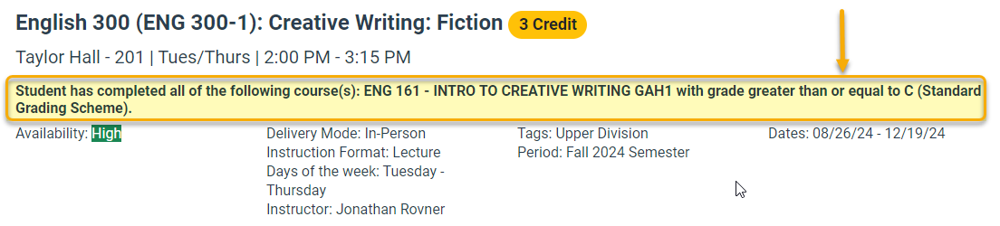 English 300 (ENG 300-1): Creative Writing: Fiction 3 Credit
Taylor Hall - 201 | Tues/Thurs | 2:00 PM - 3:15 PM
Student has completed all of the following course(s): ENG 161 - INTRO TO CREATIVE WRITING GAH1 with grade greater than or equal to C (Standard
Grading Scheme).
Availability: High
Delivery Mode: In-Person
Instruction Format: Lecture
Days of the week: Tuesday -
Thursday
Instructor: Jonathan Rovner
Tags: Upper Division
Period: Fall 2024 Semester
Dates: 08/26/24 - 12/19/24